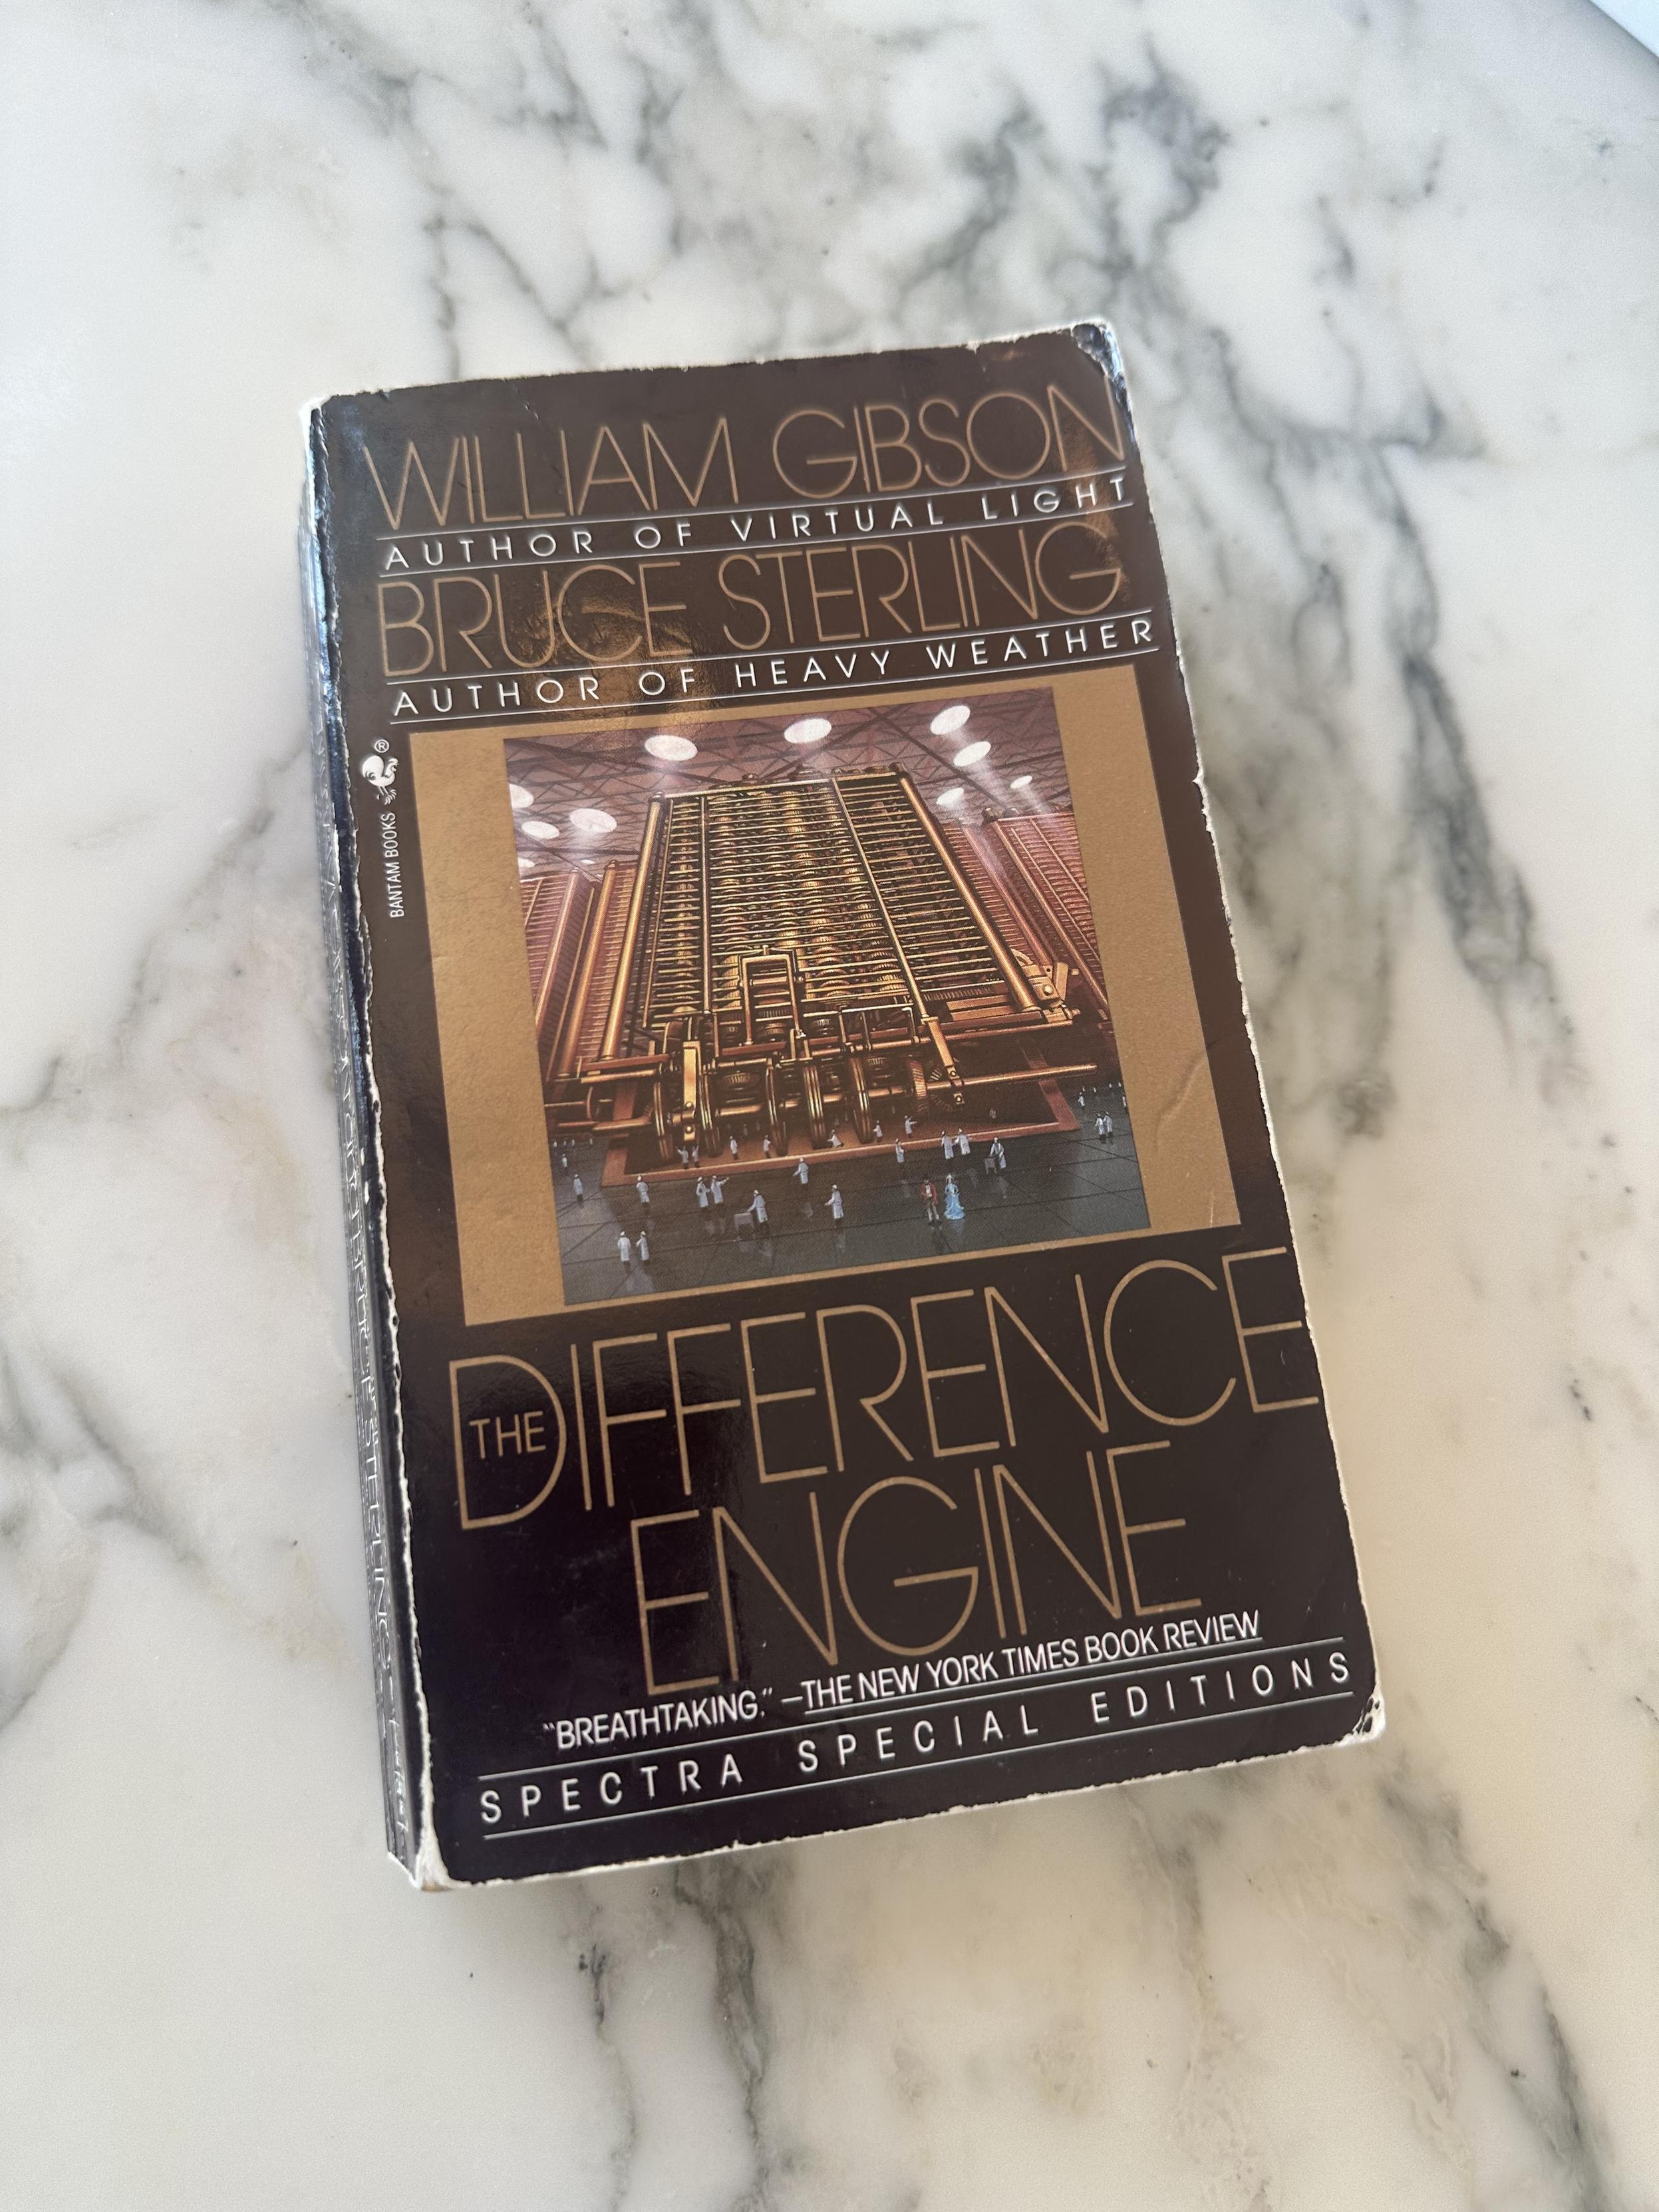 WILLIAM GIBSON
AUTHOR OF VIRTUAL LIGHT
BRUCE STERLING
AUTHOR OF HEAVY WEATHER
BANTAM BOOKS ®
THE DIFFERENCE
ENGINE
“BREATHTAKING.” —THE NEW YORK TIMES BOOK REVIEW
SPECTRA SPECIAL EDITIONS